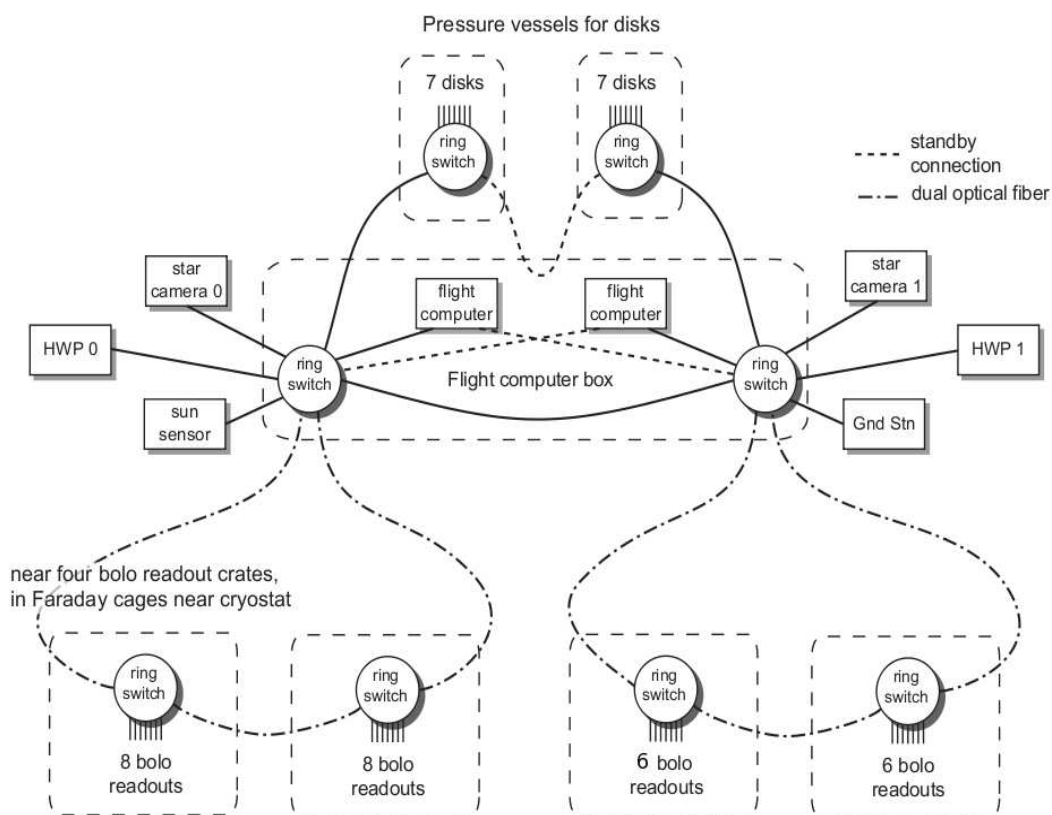 Pressure vessels for disks
7 disks
7 disks
ring
switch
ring
switch
standby
connection
dual optical fiber
star
camera 0
flight
computer
flight
computer
star
camera 1
HWP 0
ring
switch
Flight computer box
ring
switch
HWP 1
sun
sensor
Gnd Stn
near four bolo readout crates,
in Faraday cages near cryostat
ring
switch
ring
switch
ring
switch
ring
switch
8 bolo
readouts
8 bolo
readouts
6 bolo
readouts
6 bolo
readouts